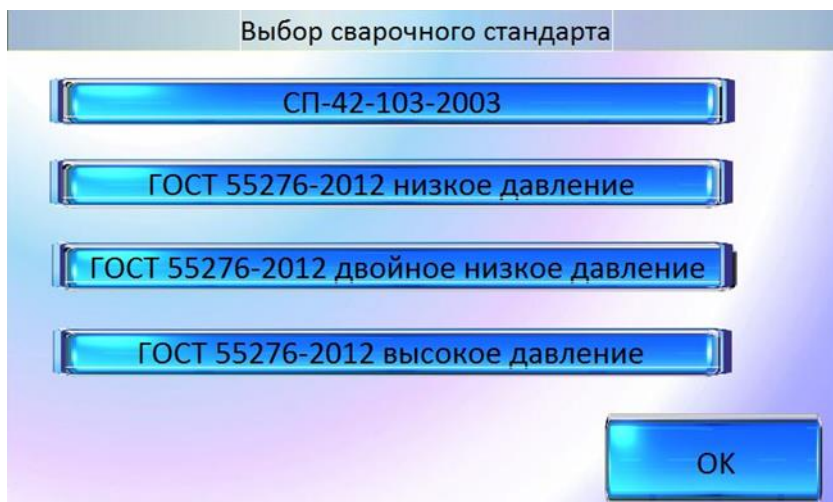 Выбор сварочного стандарта
СП-42-103-2003
ГОСТ 55276-2012 низкое давление
ГОСТ 55276-2012 двойное низкое давление
ГОСТ 55276-2012 высокое давление
ОК